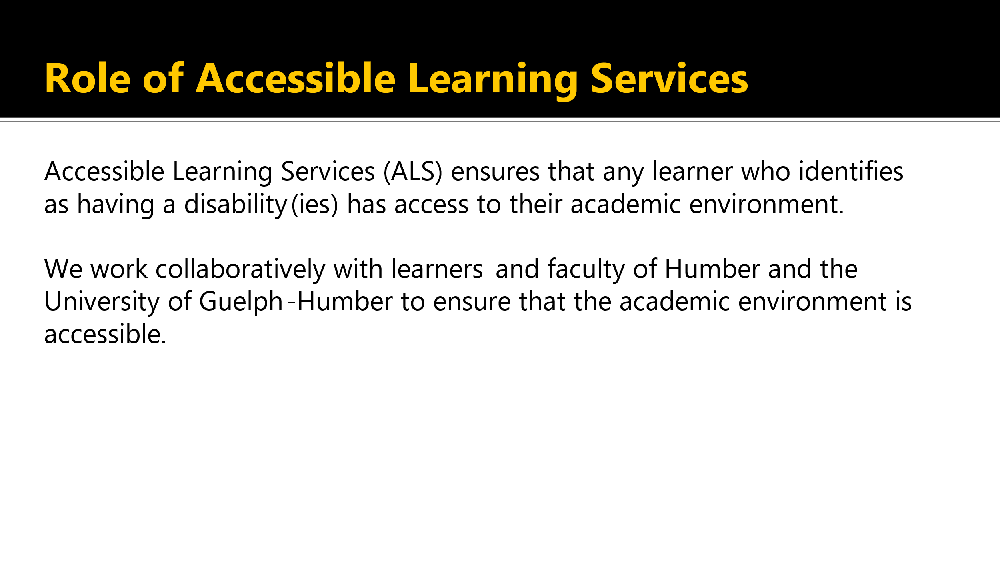 Role of Accessible Learning Services
Accessible Learning Services (ALS) ensures that any learner who identifies
as having a disability(ies) has access to their academic environment.
We work collaboratively with learners and faculty of Humber and the
University of Guelph-Humber to ensure that the academic environment is
accessible.